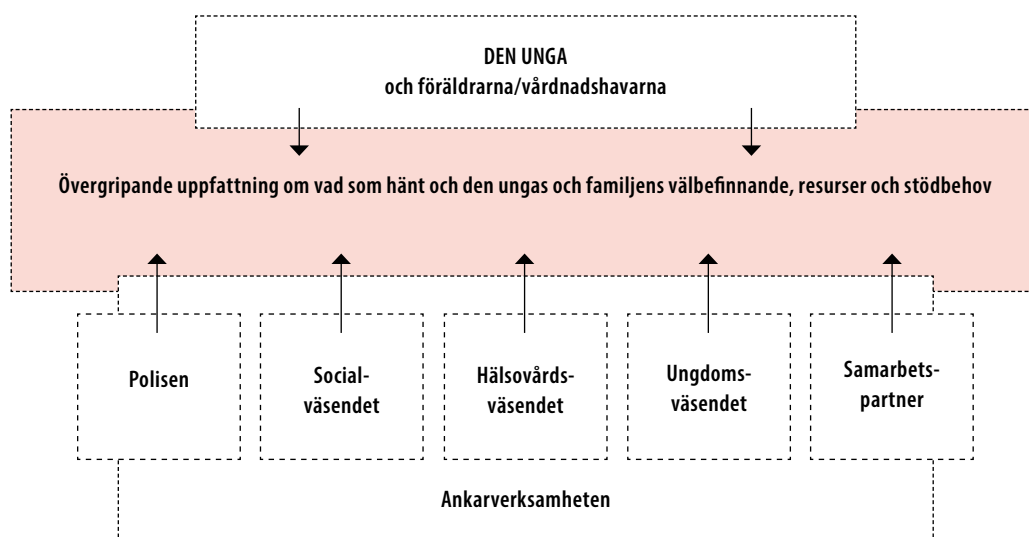 DEN UNGA
och föräldrarna/vårdnadshavarna
Övergripande uppfattning om vad som hänt och den ungas och familjens välbefinnande, resurser och stödbehov
Polisen
Social-
väsendet
Hälsovårds-
väsendet
Ungdoms-
väsendet
Samarbets-
partner
Ankarverksamheten